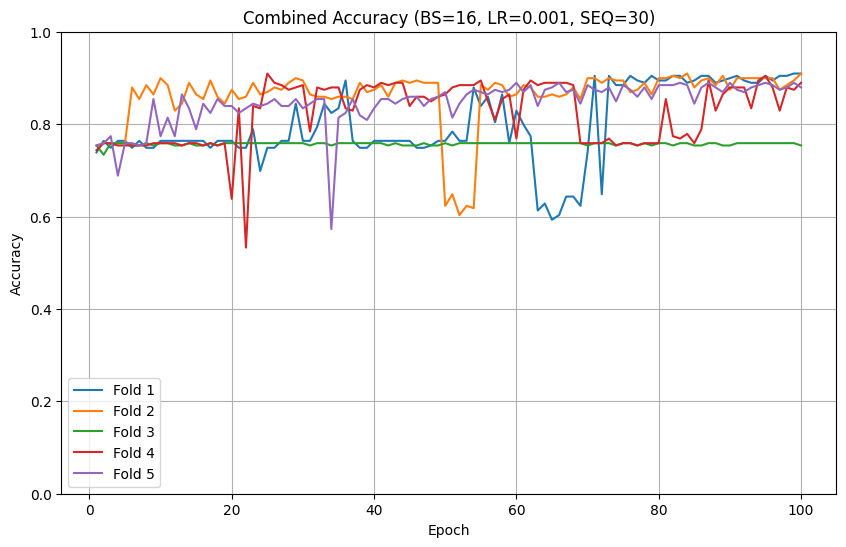 Combined Accuracy (BS=16, LR=0.001, SEQ=30)
1.0
0.8
0.6
0.4
0.2
0.0
Accuracy
Fold 1
Fold 2
Fold 3
Fold 4
Fold 5
0 20 40 60 80 100
Epoch